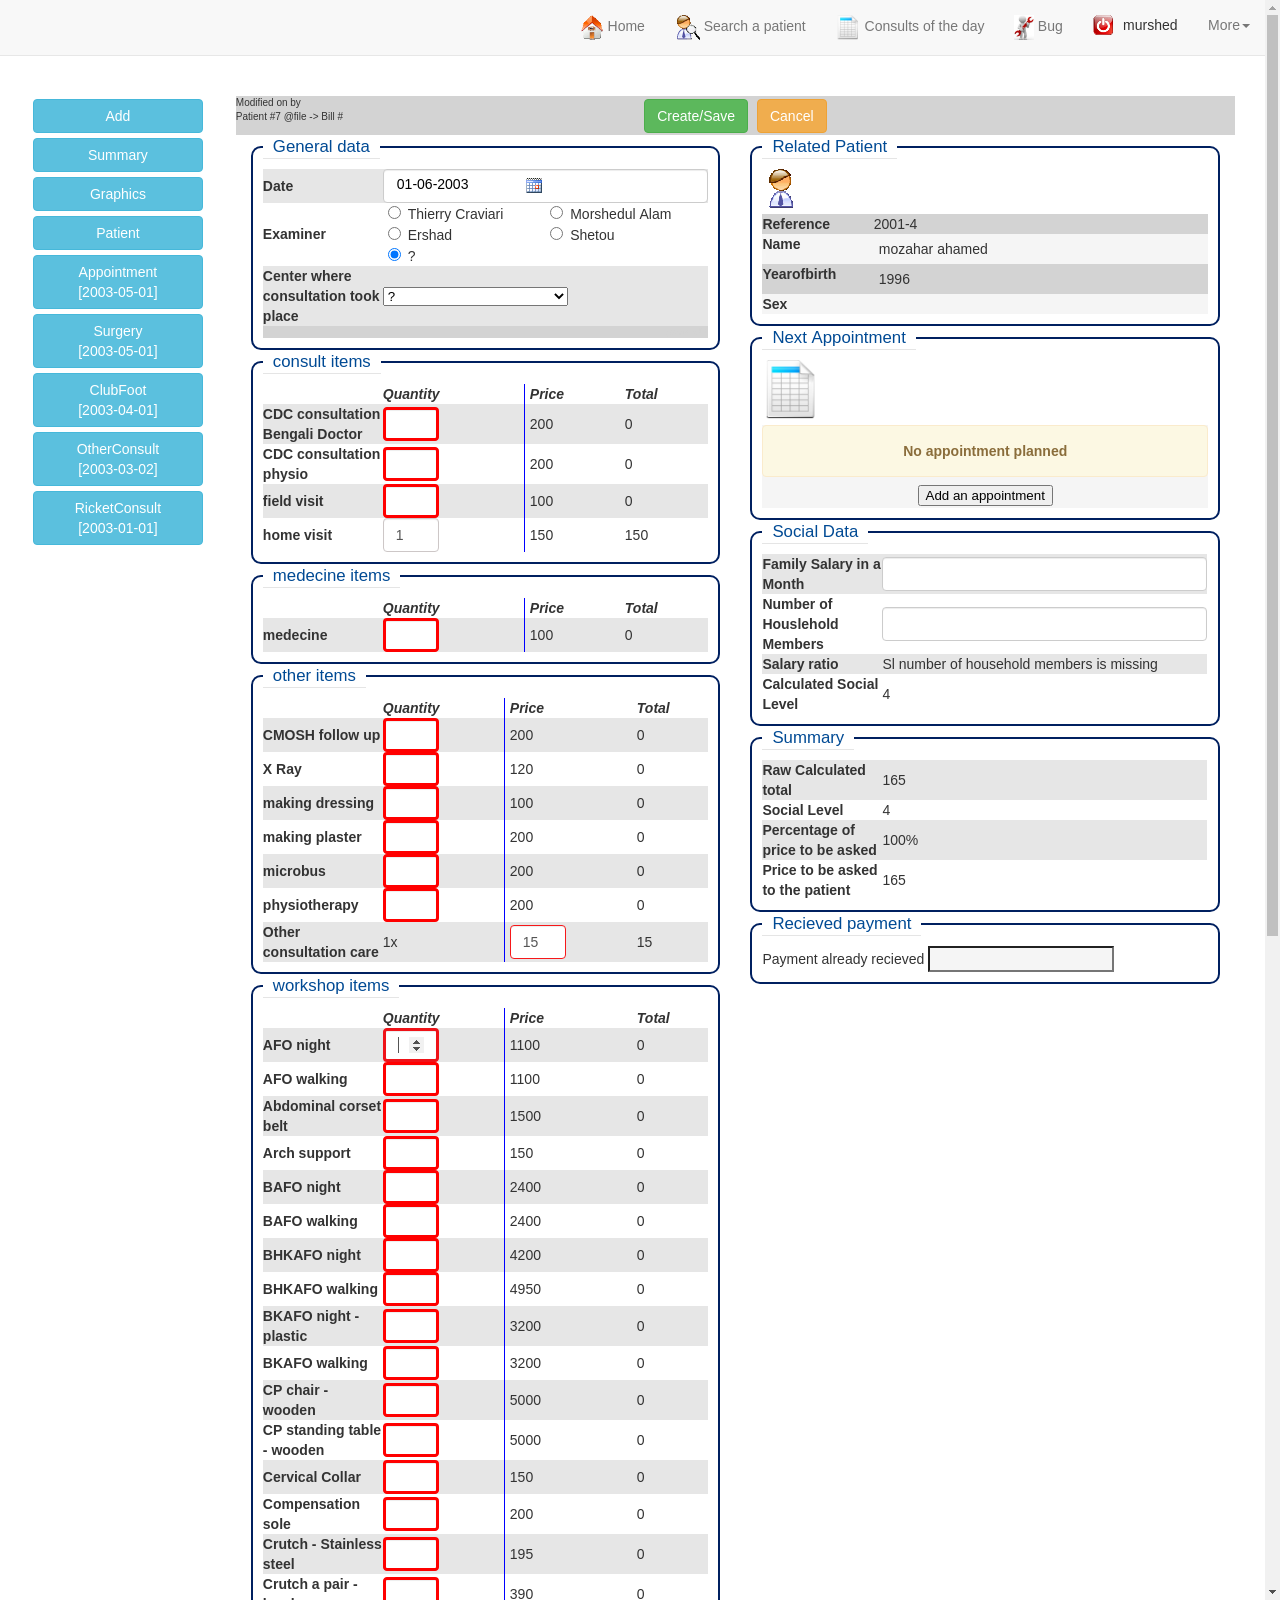 Home
Search a patient
Consults of the day
Bug
murshed
More
Add
Summary
Graphics
Patient
Appointment
[2003-05-01]
Surgery
[2003-05-01]
ClubFoot
[2003-04-01]
OtherConsult
[2003-03-02]
RicketConsult
[2003-01-01]
Modified on by
Patient #7 @file -> Bill #
Create/Save
Cancel
General data
Date 01-06-2003
Examiner
Thierry Craviari
Morshedul Alam
Ershad
Shetou
?
Center where
consultation took
place
?
consult items
Quantity Price Total
CDC consultation
Bengali Doctor
200 0
CDC consultation
physio
200 0
field visit 100 0
home visit 1 150 150
medecine items
Quantity Price Total
medecine 100 0
other items
Quantity Price Total
CMOSH follow up 200 0
X Ray 120 0
making dressing 100 0
making plaster 200 0
microbus 200 0
physiotherapy 200 0
Other
consultation care
1x 15 15
workshop items
Quantity Price Total
AFO night 1100 0
AFO walking 1100 0
Abdominal corset
belt
1500 0
Arch support 150 0
BAFO night 2400 0
BAFO walking 2400 0
BHKAFO night 4200 0
BHKAFO walking 4950 0
BKAFO night -
plastic
3200 0
BKAFO walking 3200 0
CP chair -
wooden
5000 0
CP standing table
- wooden
5000 0
Cervical Collar 150 0
Compensation
sole
200 0
Crutch - Stainless
steel
195 0
Crutch a pair -
390 0
Related Patient
Reference 2001-4
Name mozahar ahamed
Yearofbirth 1996
Sex
Next Appointment
No appointment planned
Add an appointment
Social Data
Family Salary in a
Month
Number of
Houslehold
Members
Salary ratio Sl number of household members is missing
Calculated Social
Level
4
Summary
Raw Calculated
total
165
Social Level 4
Percentage of
price to be asked
100%
Price to be asked
to the patient
165
Recieved payment
Payment already recieved